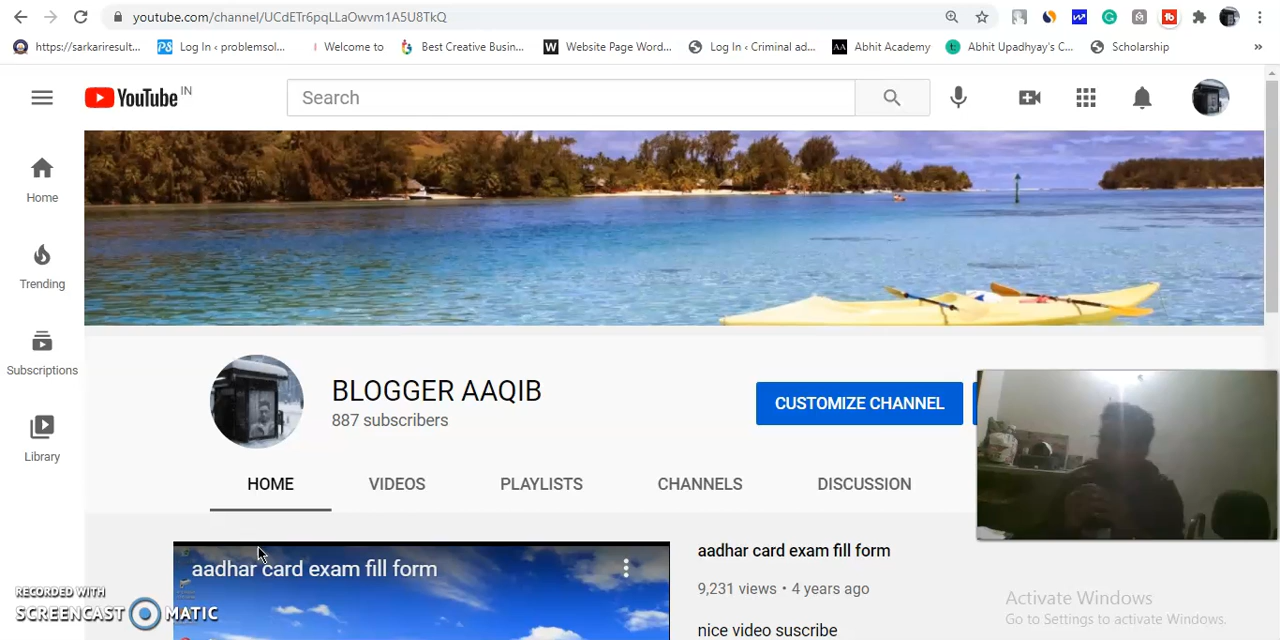 youtube.com/channel/UCdETr6pqLLaOwvm1A5U8TkQ
https://sarkariresult...
Log In ‹ problemsol...
Welcome to
Best Creative Busin...
Website Page Word...
Log In ‹ Criminal ad...
Abhit Academy
Abhit Upadhyay's C...
Scholarship
YouTube IN
Search
Home
Trending
Subscriptions
Library
BLOGGER AAQIB
887 subscribers
CUSTOMIZE CHANNEL
HOME VIDEOS PLAYLISTS CHANNELS DISCUSSION
aadhar card exam fill form
aadhar card exam fill form
9,231 views • 4 years ago
nice video suscribe
RECORDED WITH
SCREENCAST MATIC
Activate Windows
Go to Settings to activate Windows.